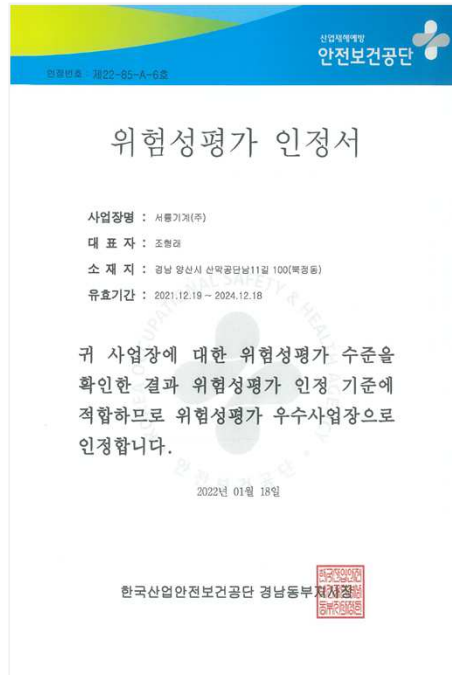 산업재해예방
안전보건공단
인정번호 제22-85-A-6호
위험성평가 인정서
사업장명 : 서륭기계(주)
대 표 자 : 조형래
소 재 지 : 경남 양산시 산막공단남11길 100(북정동)
유효기간 : 2021.12.19 ~ 2024.12.18
귀 사업장에 대한 위험성평가 수준을
확인한 결과 위험성평가 인정 기준에
적합하므로 위험성평가 우수사업장으로
인정합니다.
안전보건공단
2022년 01월 18일
한국산업안전보건공단 경남동부지사장